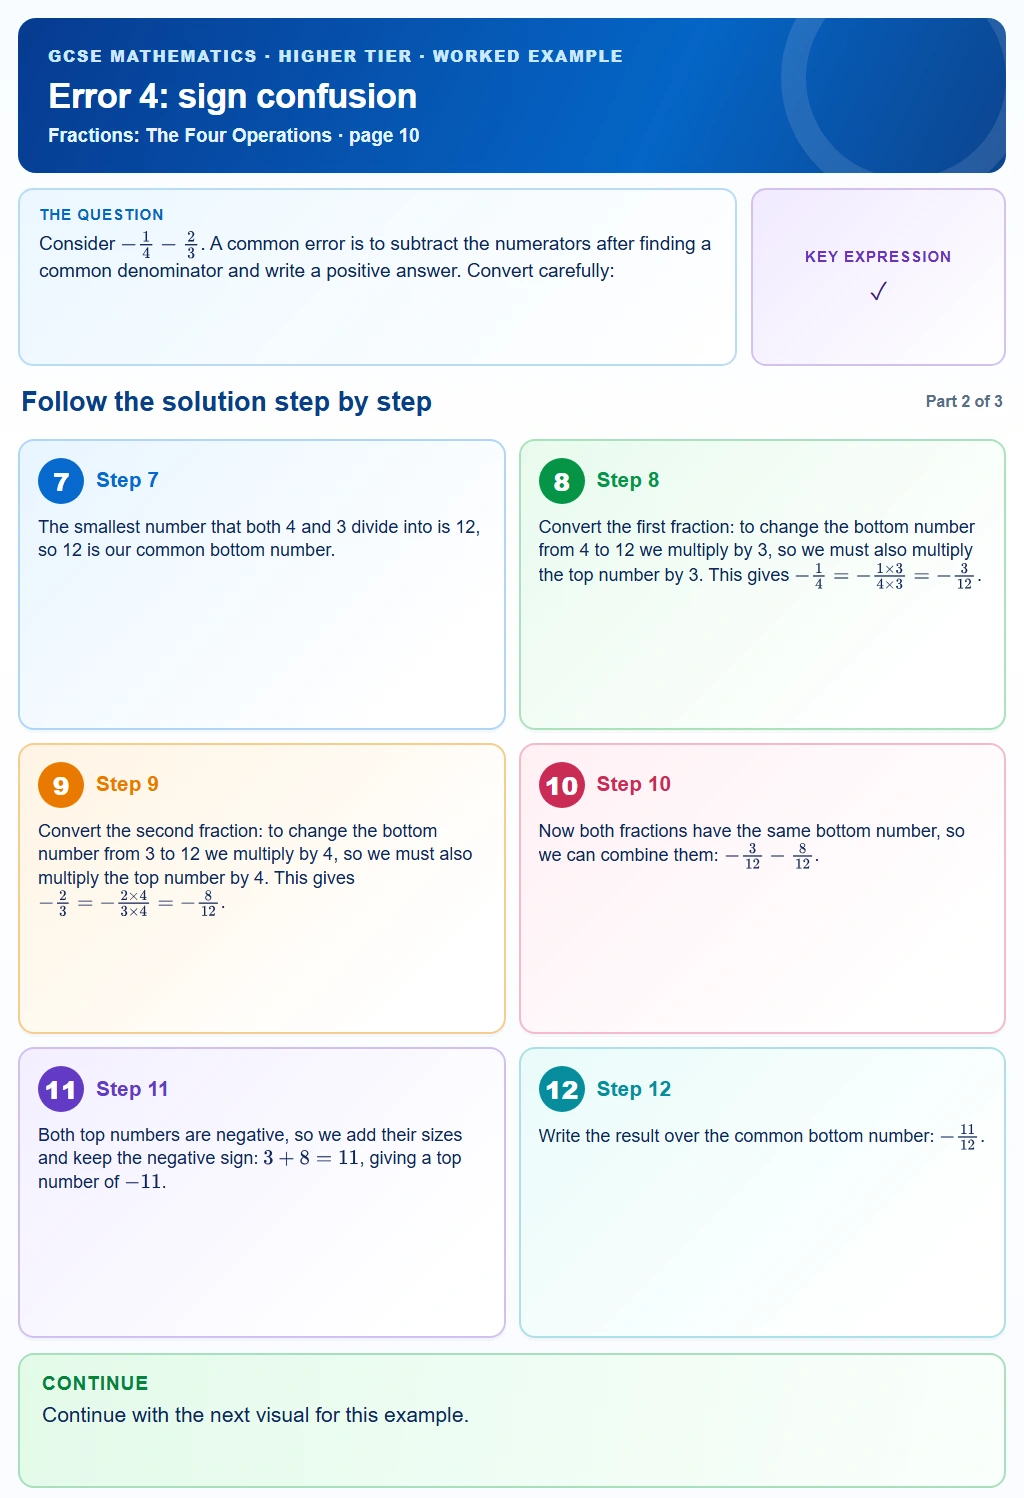 GCSE MATHEMATICS · HIGHER TIER · WORKED EXAMPLE
Error 4: sign confusion
Fractions: The Four Operations · page 10
THE QUESTION
Consider −1/4 − 2/3. A common error is to subtract the numerators after finding a
common denominator and write a positive answer. Convert carefully:
KEY EXPRESSION
✓
Follow the solution step by step
Part 2 of 3
7 Step 7
The smallest number that both 4 and 3 divide into is 12,
so 12 is our common bottom number.
8 Step 8
Convert the first fraction: to change the bottom number
from 4 to 12 we multiply by 3, so we must also multiply
the top number by 3. This gives −1/4 = −1×3/4×3 = −3/12.
9 Step 9
Convert the second fraction: to change the bottom
number from 3 to 12 we multiply by 4, so we must also
multiply the top number by 4. This gives
−2/3 = −2×4/3×4 = −8/12.
10 Step 10
Now both fractions have the same bottom number, so
we can combine them: −3/12 − 8/12.
11 Step 11
Both top numbers are negative, so we add their sizes
and keep the negative sign: 3 + 8 = 11, giving a top
number of −11.
12 Step 12
Write the result over the common bottom number: −11/12.
CONTINUE
Continue with the next visual for this example.